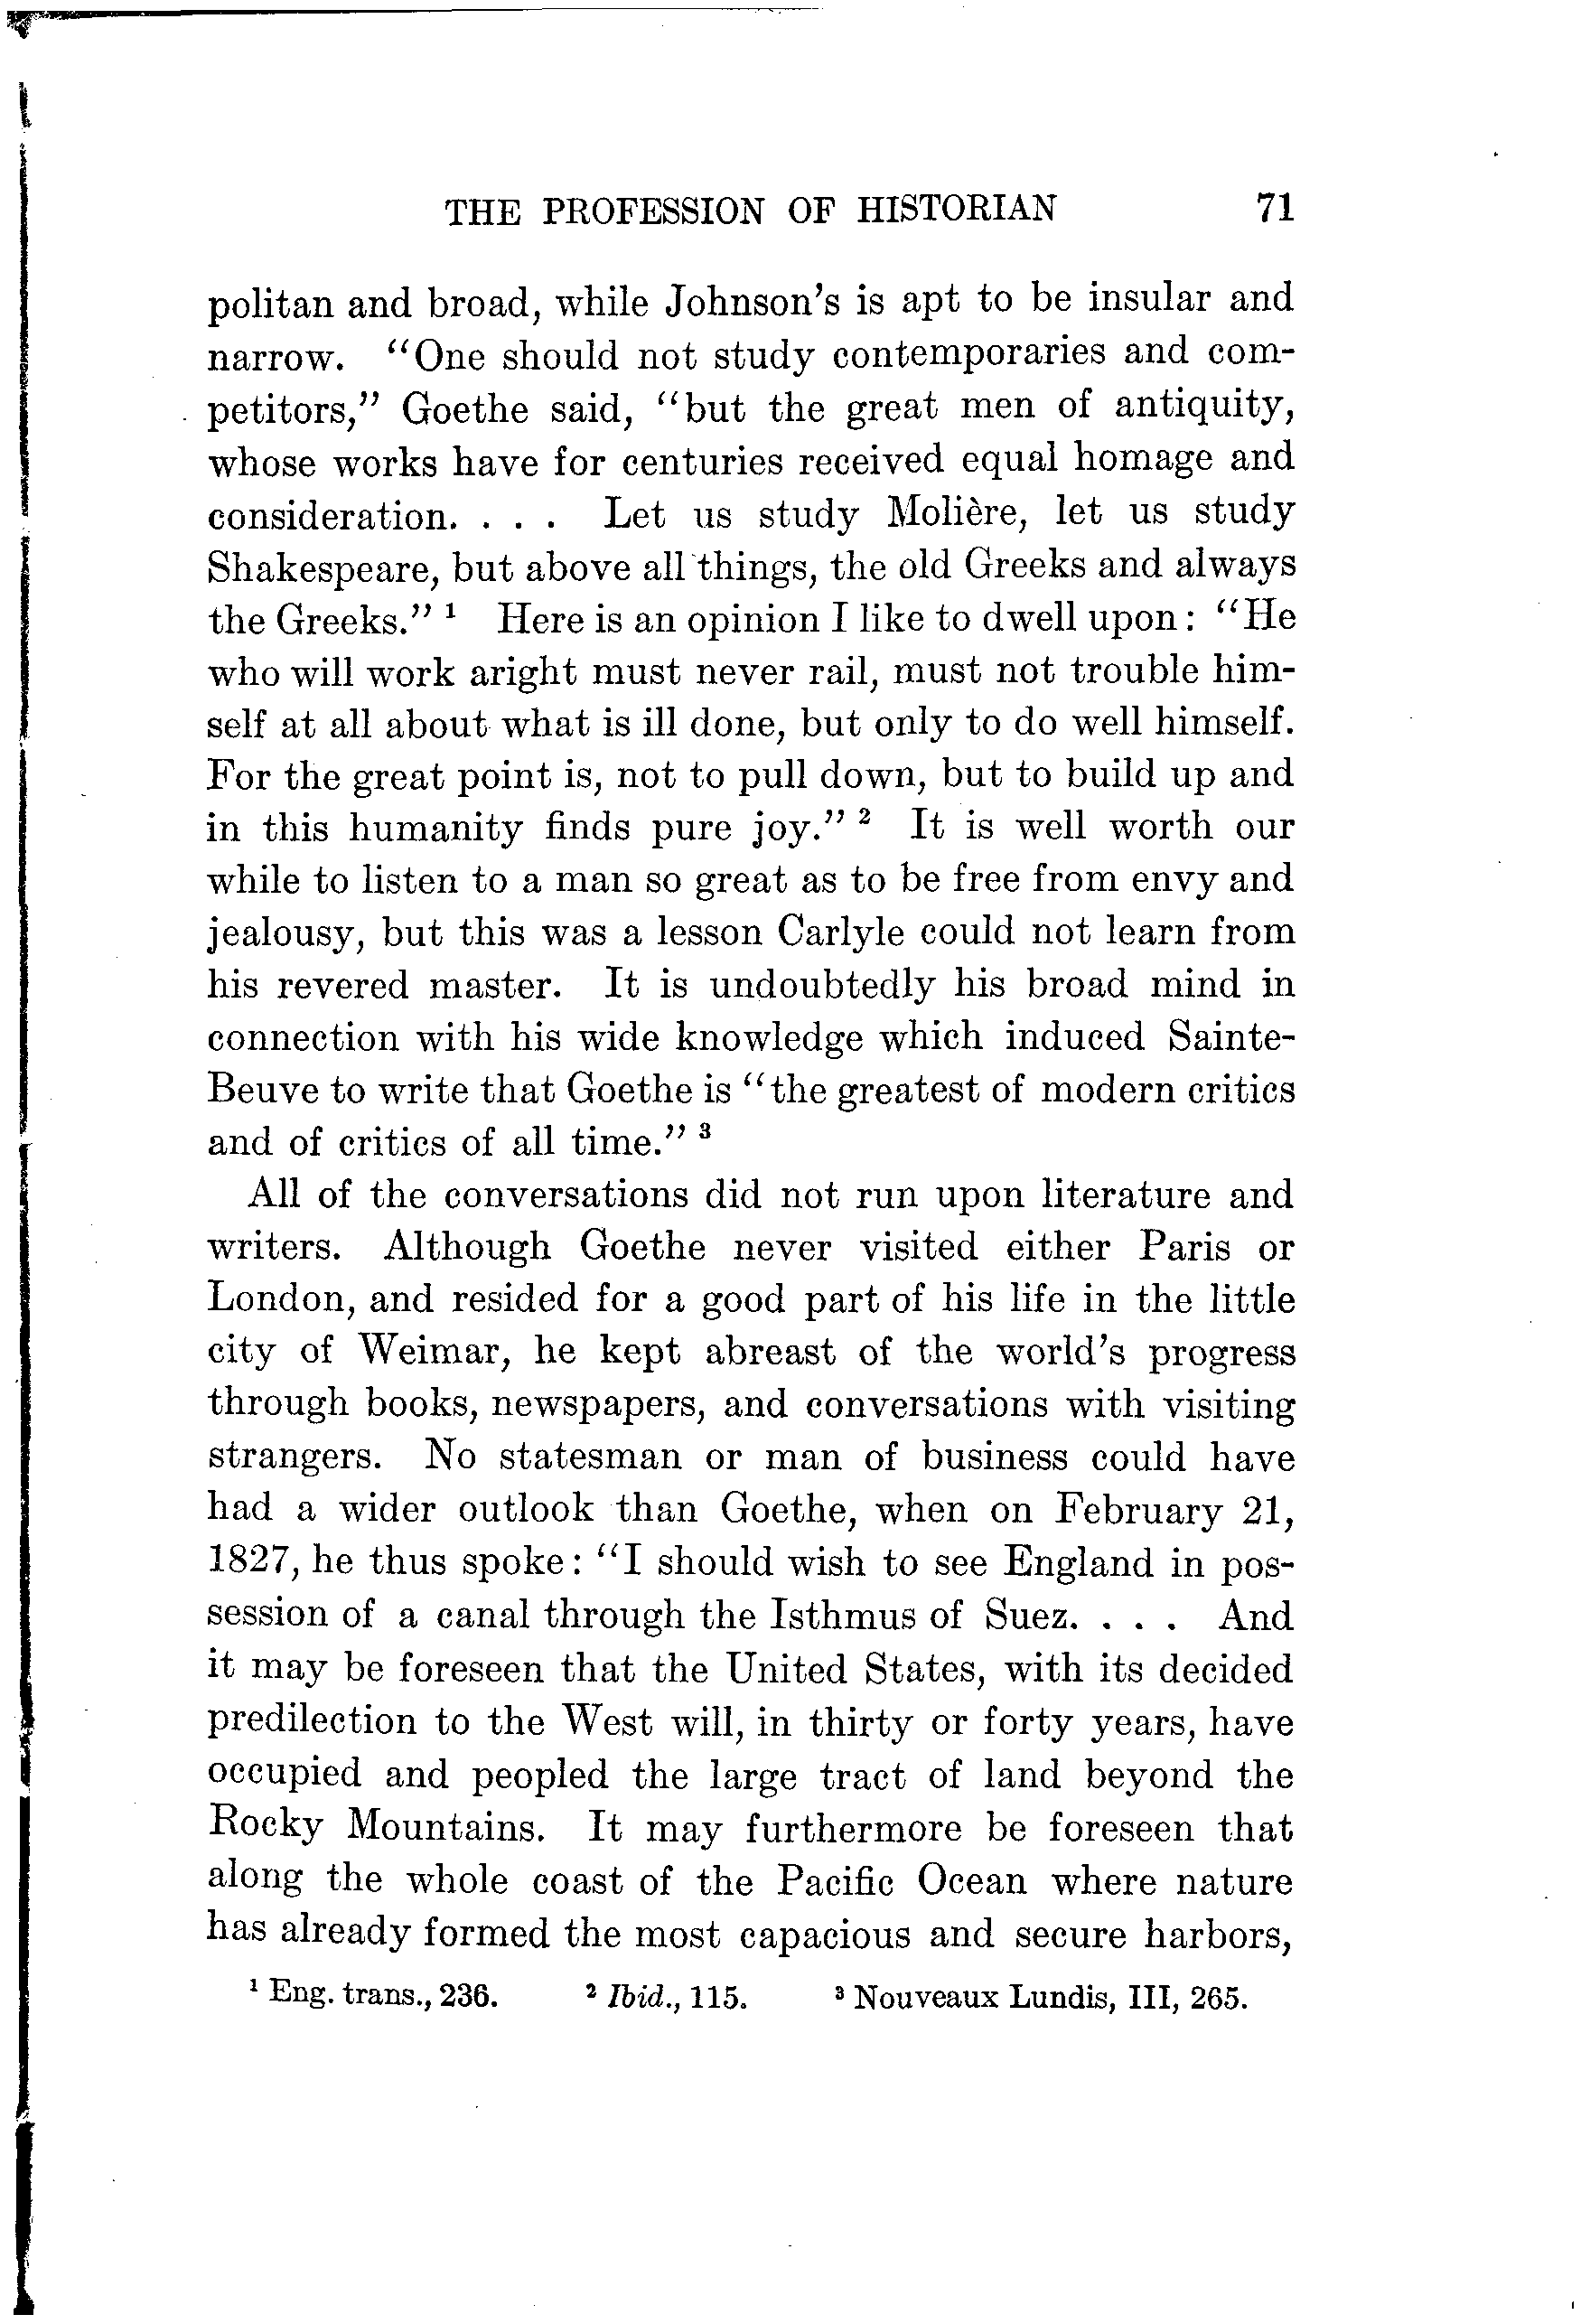 THE PROFESSION OF HISTORIAN 71
politan and broad, while Johnson's is apt to be insular and
narrow. "One should not study contemporaries and com-
petitors," Goethe said, "but the great men of antiquity,
whose works have for centuries received equal homage and
consideration. . . . Let us study Molière, let us study
Shakespeare, but above all things, the old Greeks and always
the Greeks." ¹ Here is an opinion I like to dwell upon: "He
who will work aright must never rail, must not trouble him-
self at all about what is ill done, but only to do well himself.
For the great point is, not to pull down, but to build up and
in this humanity finds pure joy." ² It is well worth our
while to listen to a man so great as to be free from envy and
jealousy, but this was a lesson Carlyle could not learn from
his revered master. It is undoubtedly his broad mind in
connection with his wide knowledge which induced Sainte-
Beuve to write that Goethe is "the greatest of modern critics
and of critics of all time." ³
All of the conversations did not run upon literature and
writers. Although Goethe never visited either Paris or
London, and resided for a good part of his life in the little
city of Weimar, he kept abreast of the world's progress
through books, newspapers, and conversations with visiting
strangers. No statesman or man of business could have
had a wider outlook than Goethe, when on February 21,
1827, he thus spoke: "I should wish to see England in pos-
session of a canal through the Isthmus of Suez. . . . And
it may be foreseen that the United States, with its decided
predilection to the West will, in thirty or forty years, have
occupied and peopled the large tract of land beyond the
Rocky Mountains. It may furthermore be foreseen that
along the whole coast of the Pacific Ocean where nature
has already formed the most capacious and secure harbors,
¹ Eng. trans., 236. ² Ibid., 115. ³ Nouveaux Lundis, III, 265.